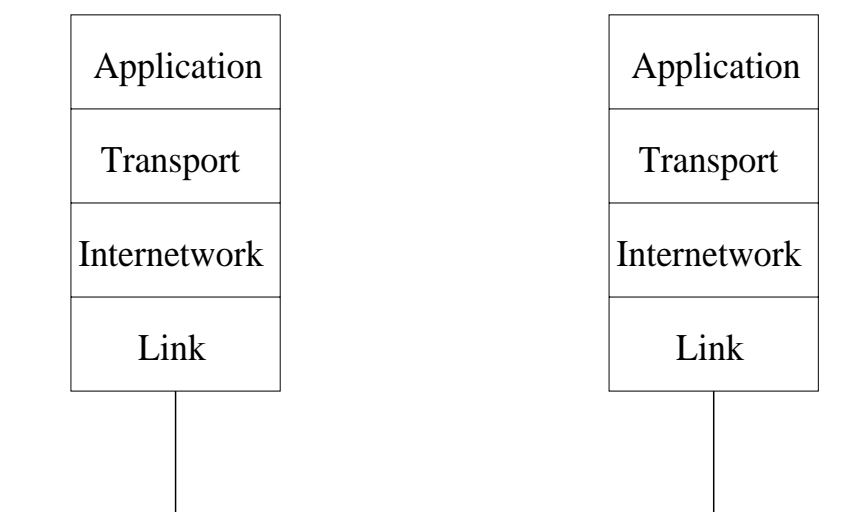 Application
Transport
Internetwork
Link
Application
Transport
Internetwork
Link